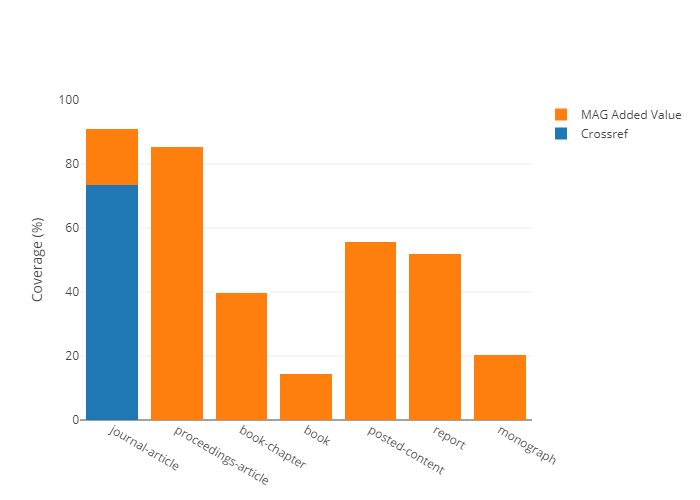 MAG Added Value
Crossref
Coverage (%)
100
80
60
40
20
0
journal-article
proceedings-article
book-chapter
book
posted-content
report
monograph